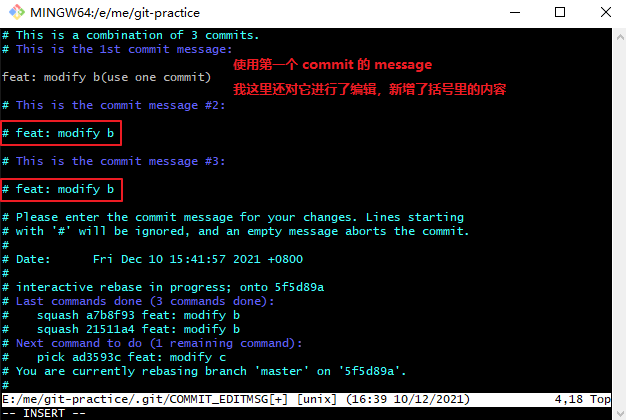 MINGW64:/e/me/git-practice
# This is a combination of 3 commits.
# This is the 1st commit message:
使用第一个 commit 的 message
feat: modify b(use one commit)
我这里还对它进行了编辑，新增了括号里的内容
# This is the commit message #2:
# feat: modify b
# This is the commit message #3:
# feat: modify b
# Please enter the commit message for your changes. Lines starting
# with '#' will be ignored, and an empty message aborts the commit.
#
# Date:      Fri Dec 10 15:41:57 2021 +0800
#
# interactive rebase in progress; onto 5f5d89a
# Last commands done (3 commands done):
#    squash a7b8f93 feat: modify b
#    squash 21511a4 feat: modify b
# Next command to do (1 remaining command):
#    pick ad3593c feat: modify c
# You are currently rebasing branch 'master' on '5f5d89a'.
#
E:/me/git-practice/.git/COMMIT_EDITMSG[+] [unix] (16:39 10/12/2021) 4,18 Top
-- INSERT --